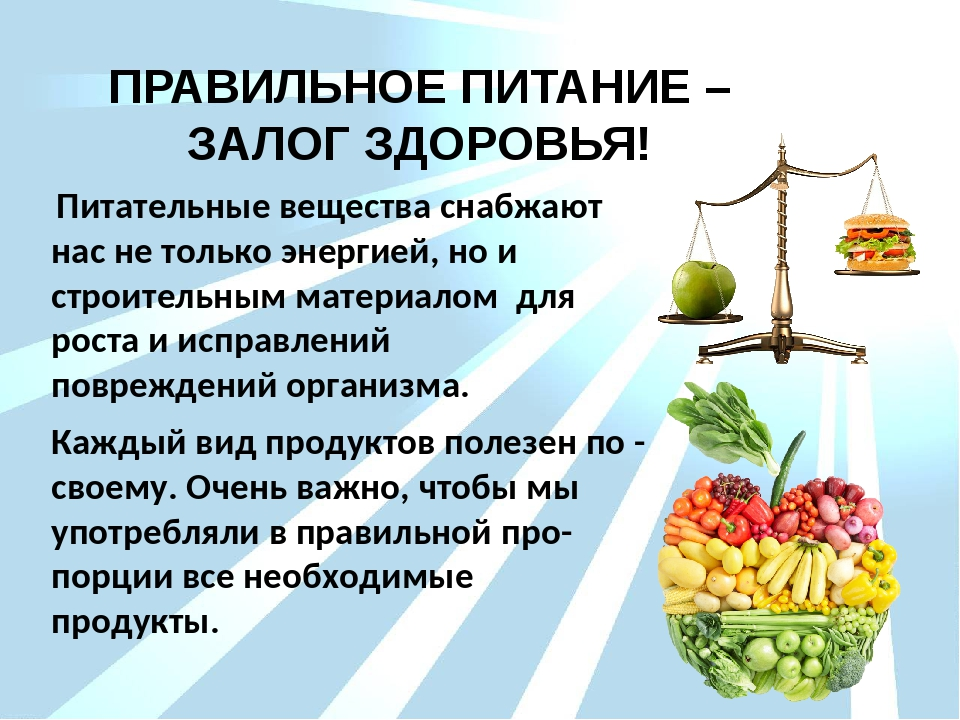 ПРАВИЛЬНОЕ ПИТАНИЕ –
ЗАЛОГ ЗДОРОВЬЯ!
Питательные вещества снабжают
нас не только энергией, но и
строительным материалом для
роста и исправлений
повреждений организма.
Каждый вид продуктов полезен по -
своему. Очень важно, чтобы мы
употребляли в правильной про-
порции все необходимые
продукты.